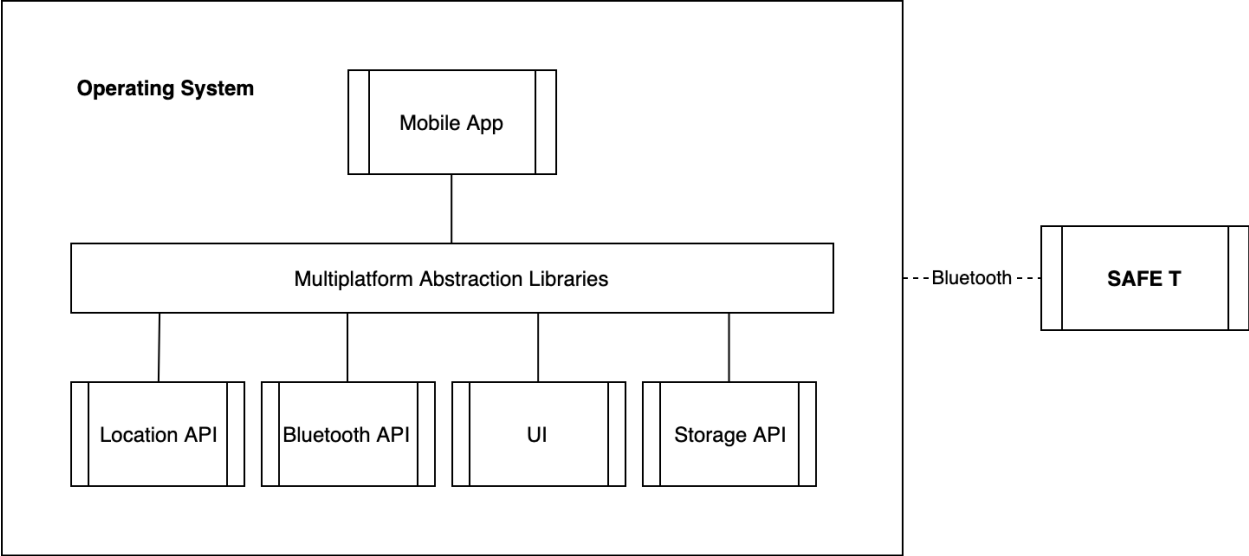 Operating System
Mobile App
Multiplatform Abstraction Libraries
Bluetooth
SAFE T
Location API
Bluetooth API
UI
Storage API